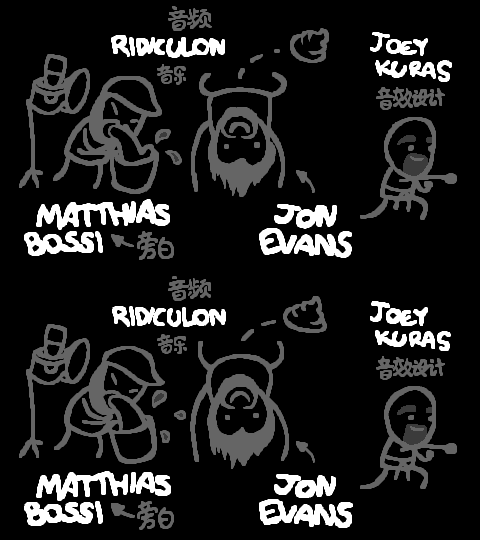 音频
RIDICULON
音乐
JOEY
KURAS
音效设计
MATTHIAS
BOSSI
旁白
JON
EVANS
音频
RIDICULON
音乐
JOEY
KURAS
音效设计
MATTHIAS
BOSSI
旁白
JON
EVANS